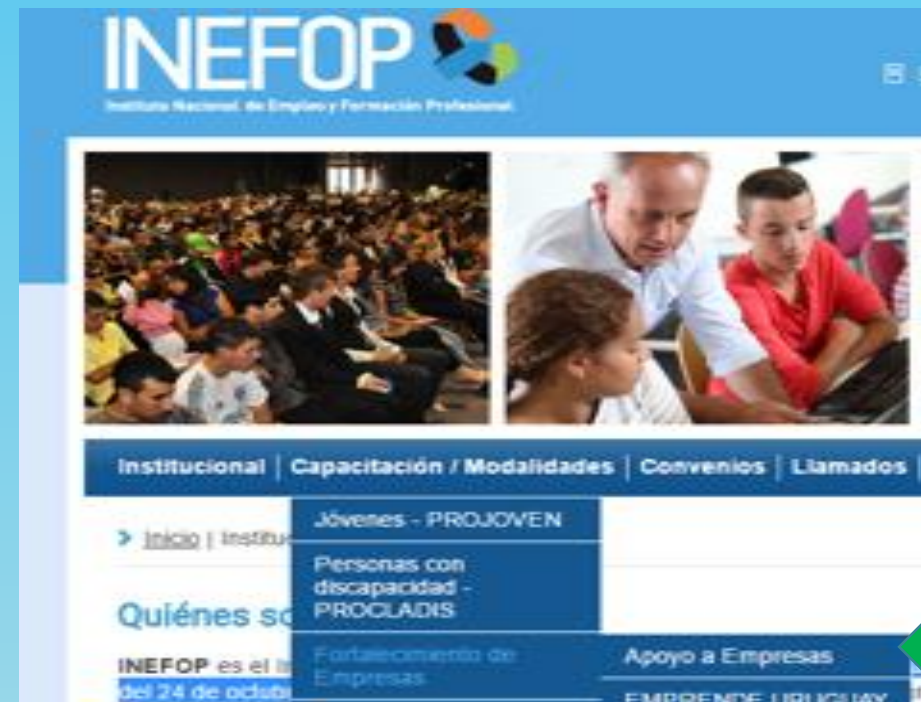 INEFOP
Instituto Nacional de Empleo y Formación Profesional
Institucional | Capacitación / Modalidades | Convenios | Llamados |
Jóvenes - PROJOVEN
> Inicio | Institu
Personas con
discapacidad -
PROCLADIS
Quiénes so
Fortalecimiento de
Empresas
Apoyo a Empresas
INEFOP es el
del 24 de octub
EMPRENDE URUGUAY